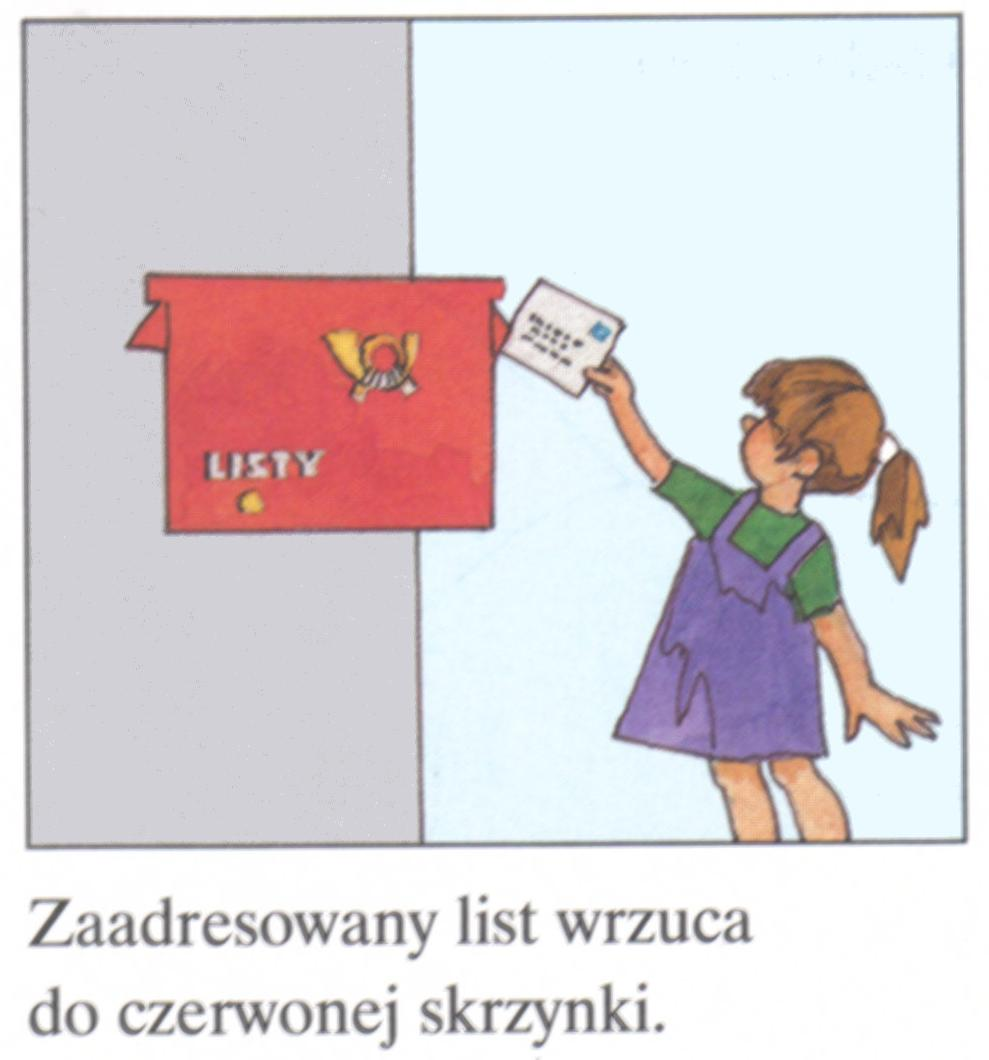 LISTY
Zaadresowany list wrzuca
do czerwonej skrzynki.